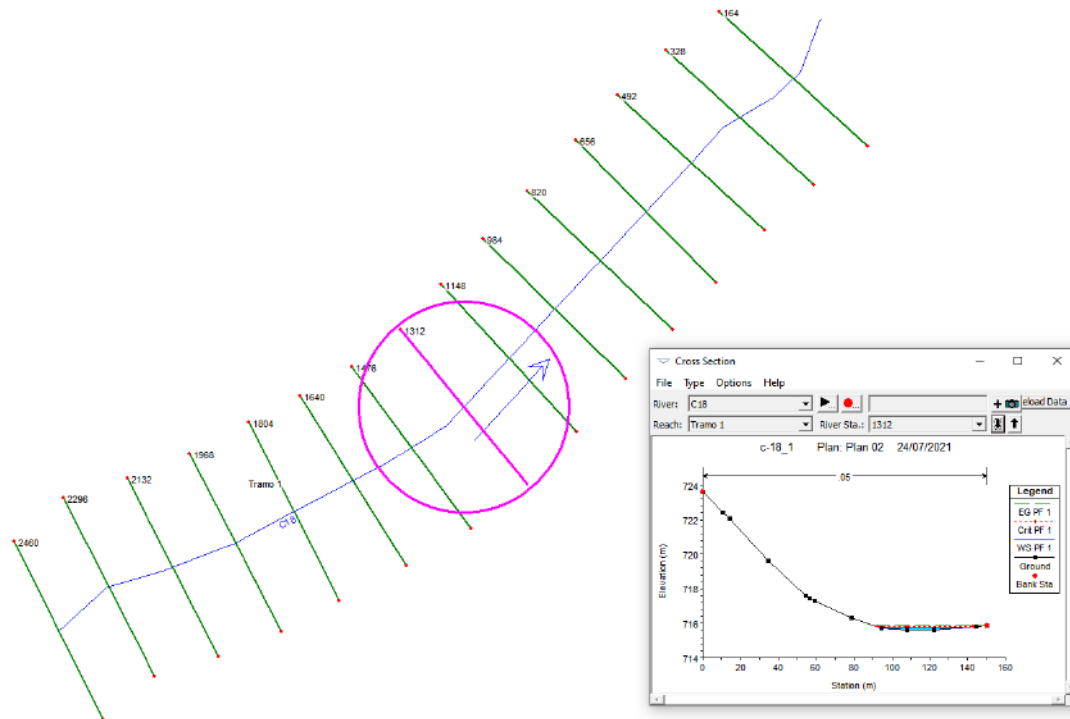 164
328
492
656
820
984
1148
1312
1476
1640
1804
1968
2132
2296
2460
Tramo 1
C18
Cross Section
File Type Options Help
River: C18 + eload Data
Reach: Tramo 1 River Sta.: 1312
c-18_1 Plan: Plan 02 24/07/2021
.05
Legend
EG PF 1
Crit PF 1
WS PF 1
Ground
Bank Sta
Elevation (m)
724
722
720
718
716
714
0 20 40 60 80 100 120 140 160
Station (m)